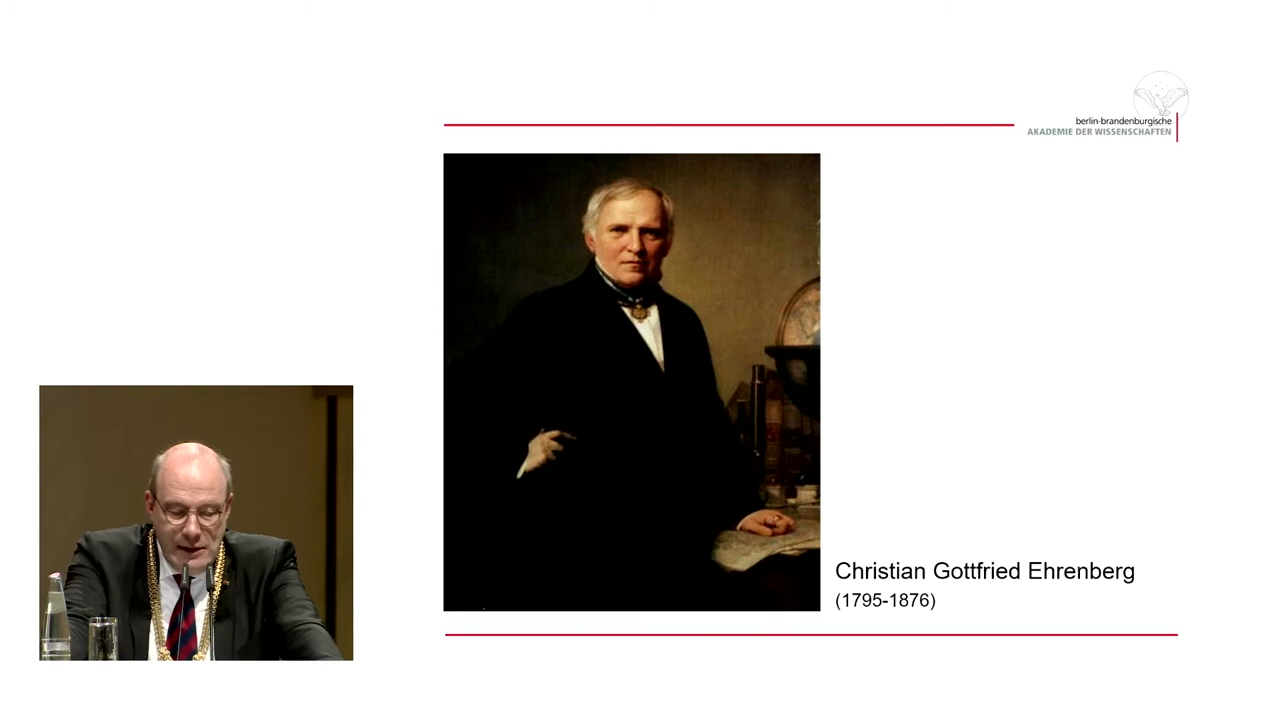 berlin-brandenburgische
AKADEMIE DER WISSENSCHAFTEN
Christian Gottfried Ehrenberg
(1795-1876)